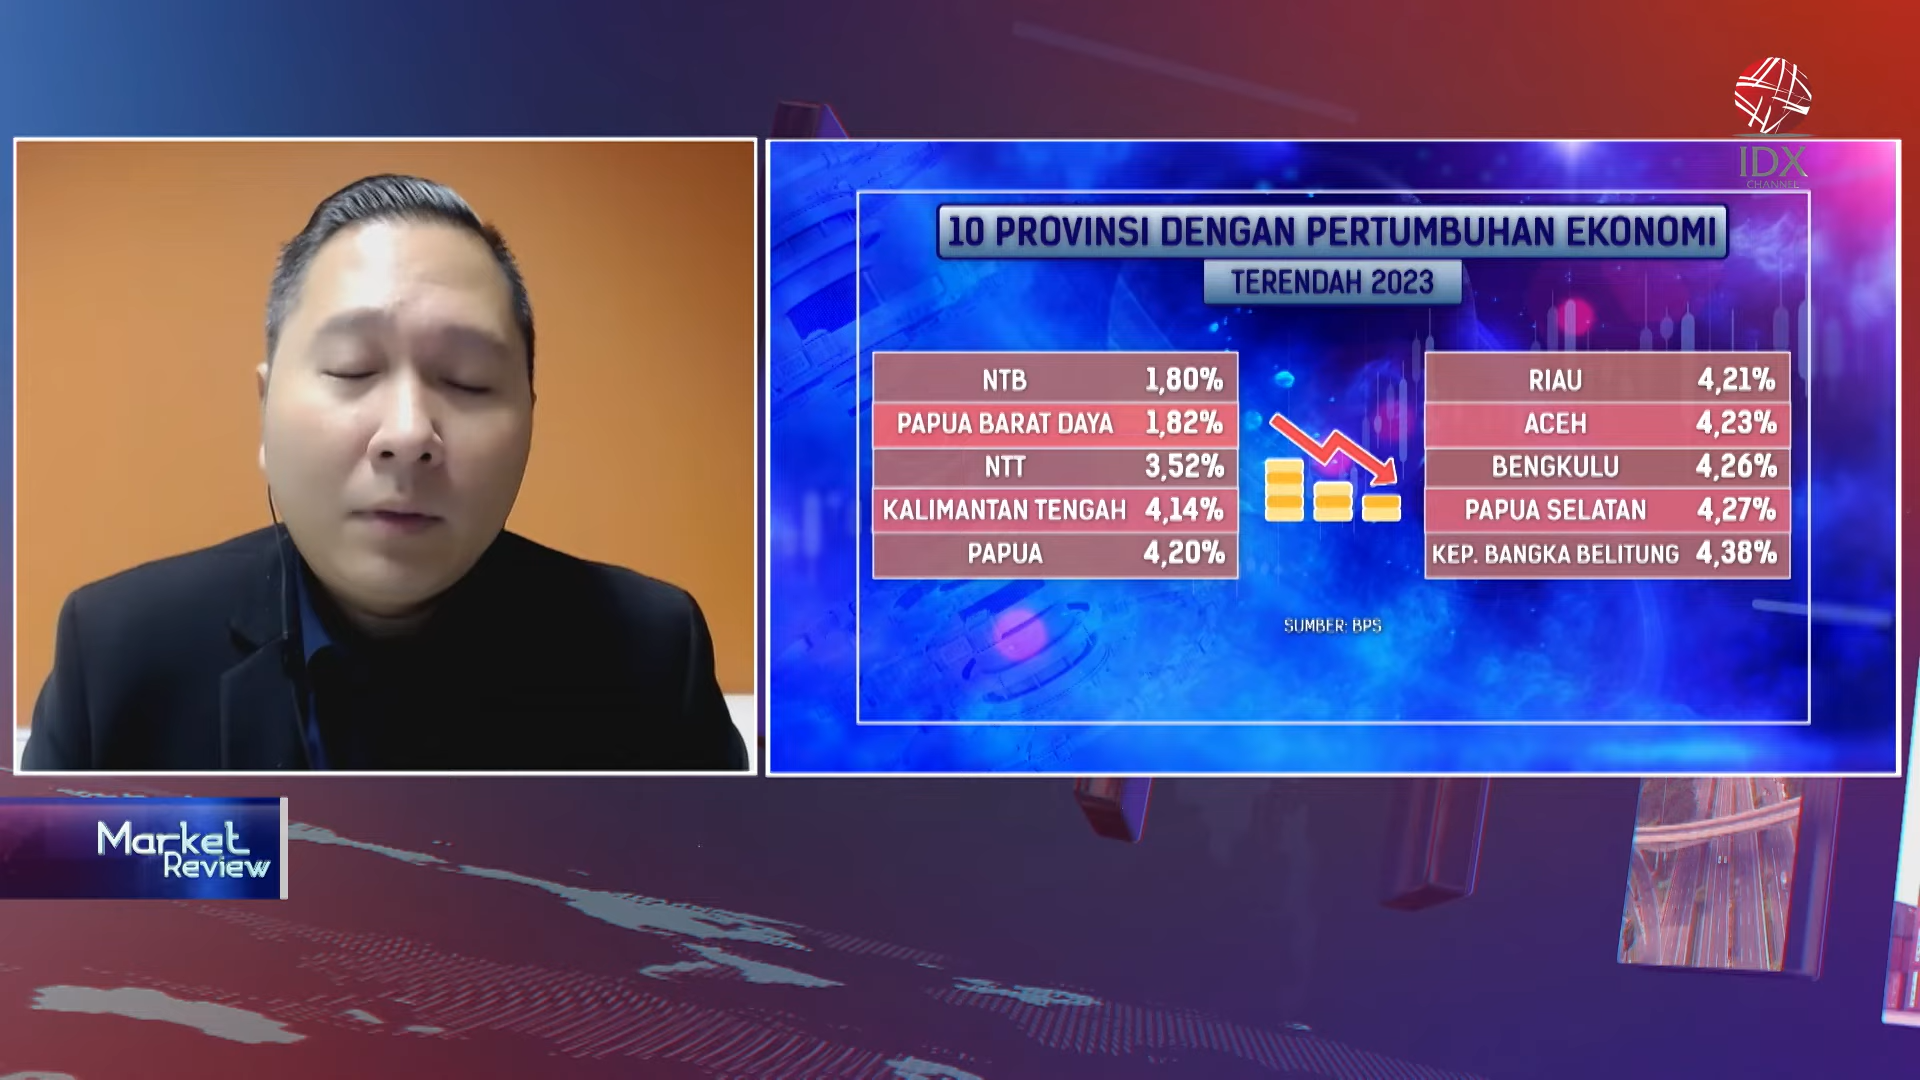 IDX
CHANNEL
10 PROVINSI DENGAN PERTUMBUHAN EKONOMI
TERENDAH 2023
NTB 1,80%
PAPUA BARAT DAYA 1,82%
NTT 3,52%
KALIMANTAN TENGAH 4,14%
PAPUA 4,20%
RIAU 4,21%
ACEH 4,23%
BENGKULU 4,26%
PAPUA SELATAN 4,27%
KEP. BANGKA BELITUNG 4,38%
SUMBER: BPS
Market
Review